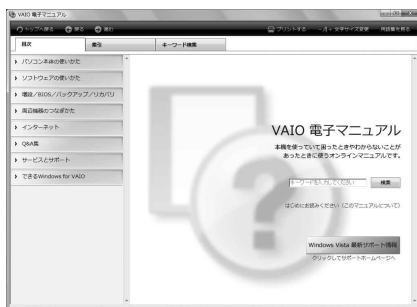 VAIO 電子マニュアル
トップへ戻る 戻る 進む プリントする A+ 文字サイズ変更 用語集を見る
目次 索引 キーワード検索
パソコン本体の使いかた
ソフトウェアの使いかた
増設/BIOS/バックアップ/リカバリ
周辺機器のつなぎかた
インターネット
Q&A集
サービスとサポート
できるWindows for VAIO
VAIO 電子マニュアル
本機を使っていて困ったときやわからないことが
あったときに使うオンラインマニュアルです。
キーワードを入力してください 検索
はじめにお読みください（このマニュアルについて）
Windows Vista 最新サポート情報
クリックしてサポートホームページへ